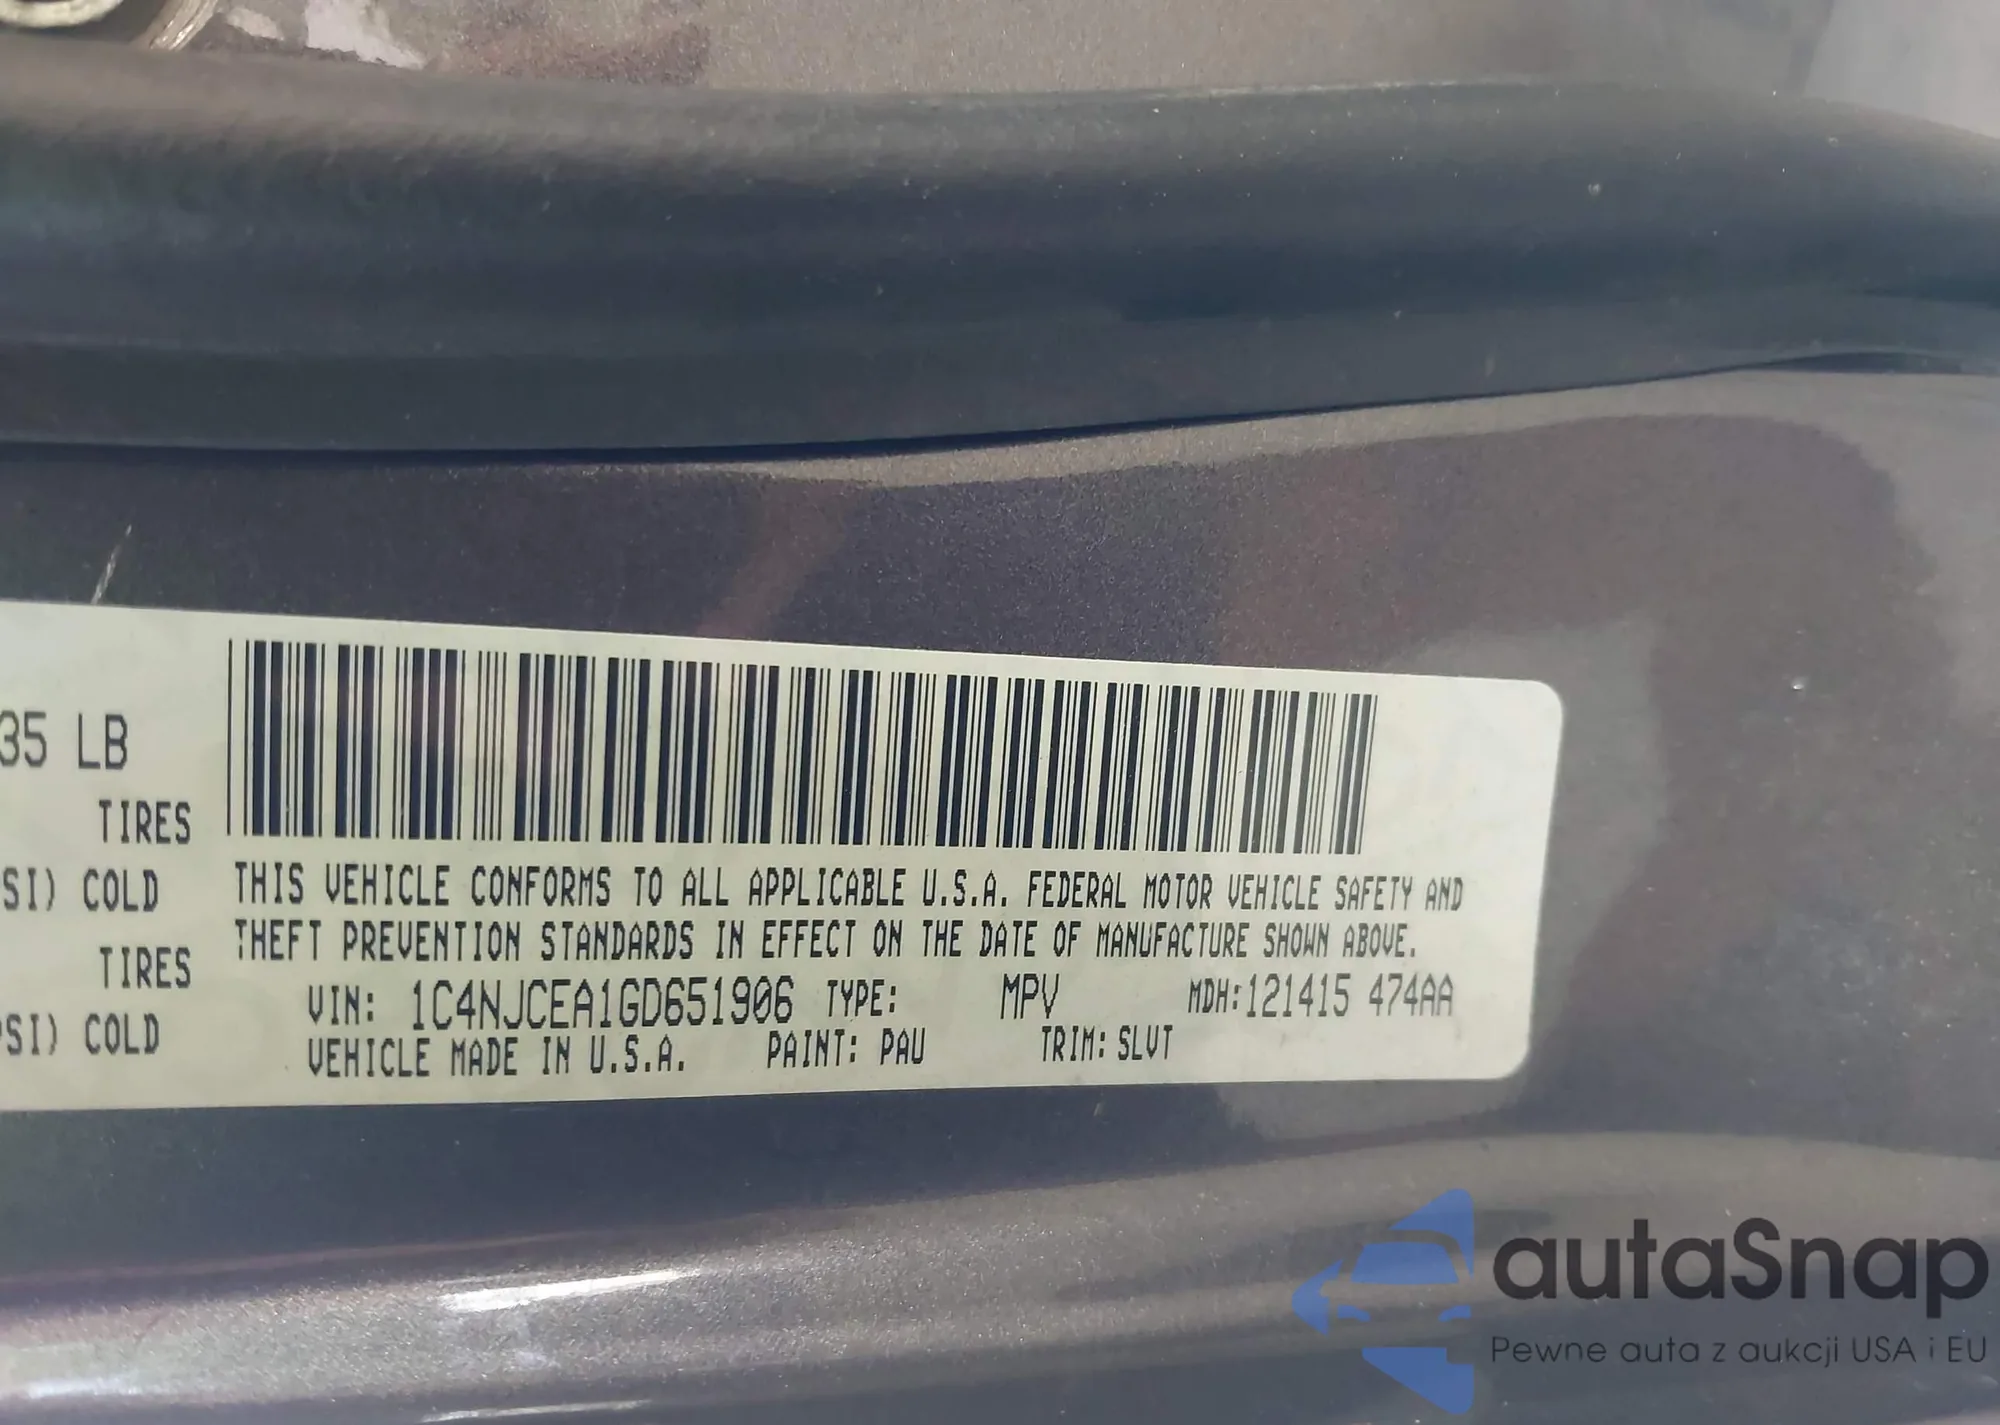 35 LB
TIRES
SI) COLD
TIRES
PSI) COLD
THIS VEHICLE CONFORMS TO ALL APPLICABLE U.S.A. FEDERAL MOTOR VEHICLE SAFETY AND
THEFT PREVENTION STANDARDS IN EFFECT ON THE DATE OF MANUFACTURE SHOWN ABOVE.
VIN: 1C4NJCEA1GD651906 TYPE: MPV MDH:121415 474AA
VEHICLE MADE IN U.S.A. PAINT: PAU TRIM: SLVT
autaSnap
Pewne auta z aukcji USA i EU